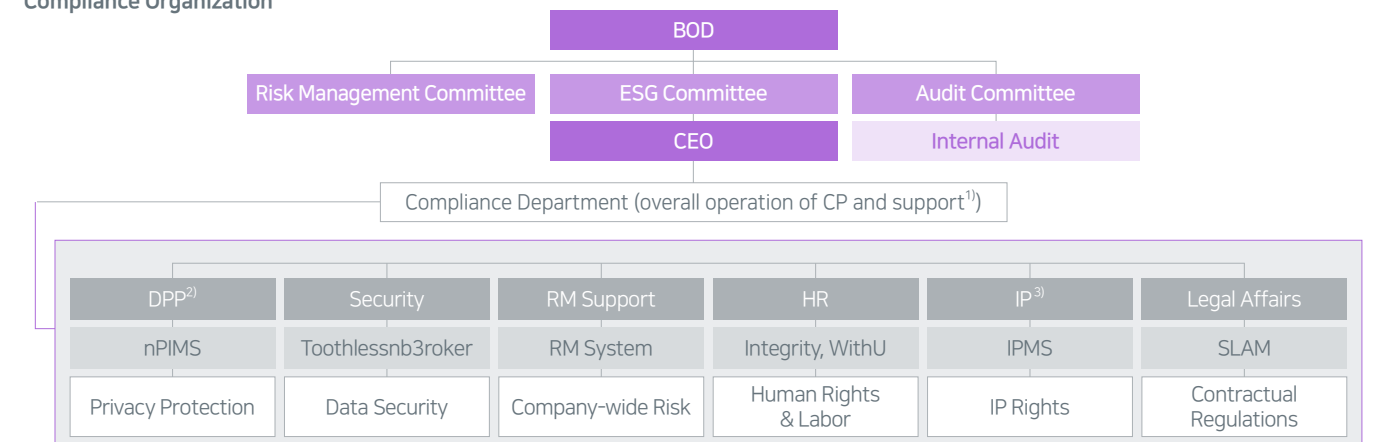 Compliance Organization
BOD
Risk Management Committee
ESG Committee
Audit Committee
CEO
Internal Audit
Compliance Department (overall operation of CP and support1))
DPP2)
Security
RM Support
HR
IP3)
Legal Affairs
nPIMS
Toothlessnb3roker
RM System
Integrity, WithU
IPMS
SLAM
Privacy Protection
Data Security
Company-wide Risk
Human Rights
& Labor
IP Rights
Contractual
Regulations